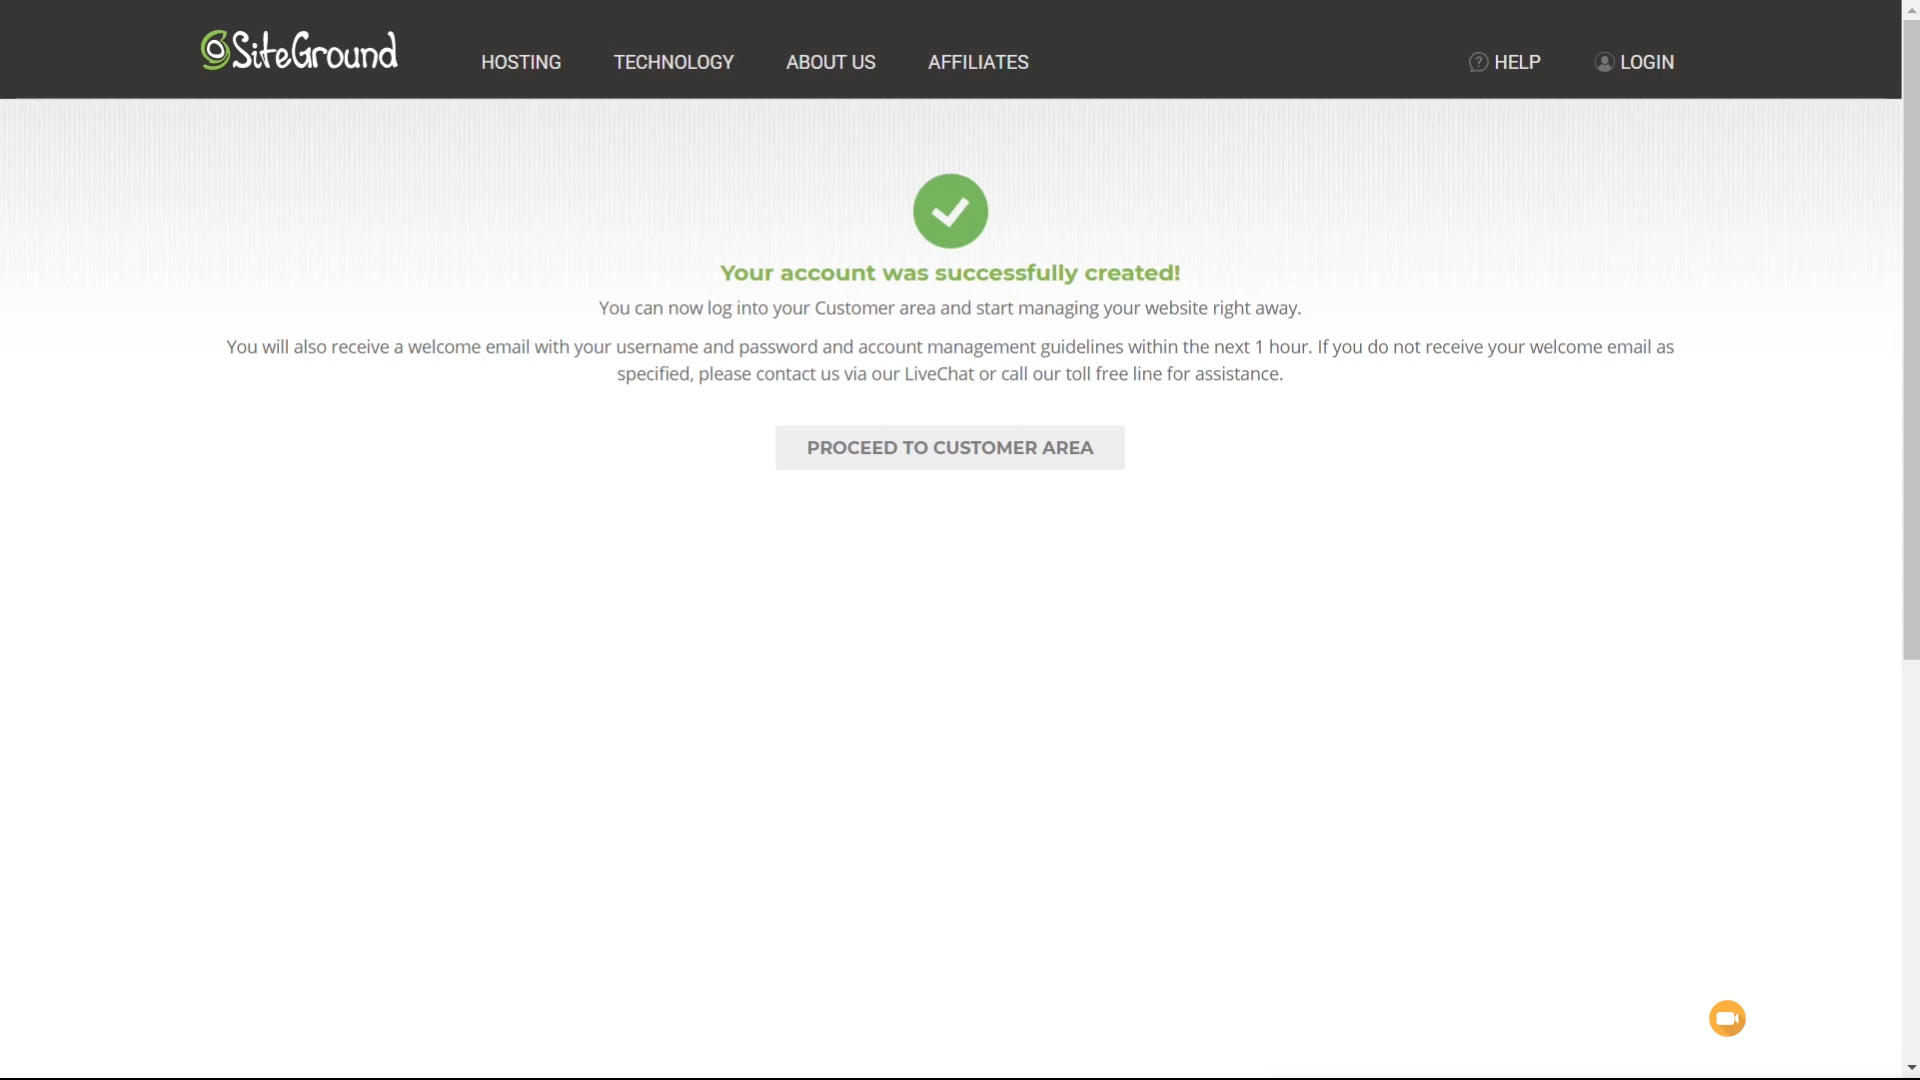 SiteGround
HOSTING TECHNOLOGY ABOUT US AFFILIATES ? HELP LOGIN
Your account was successfully created!
You can now log into your Customer area and start managing your website right away.
You will also receive a welcome email with your username and password and account management guidelines within the next 1 hour. If you do not receive your welcome email as
specified, please contact us via our LiveChat or call our toll free line for assistance.
PROCEED TO CUSTOMER AREA